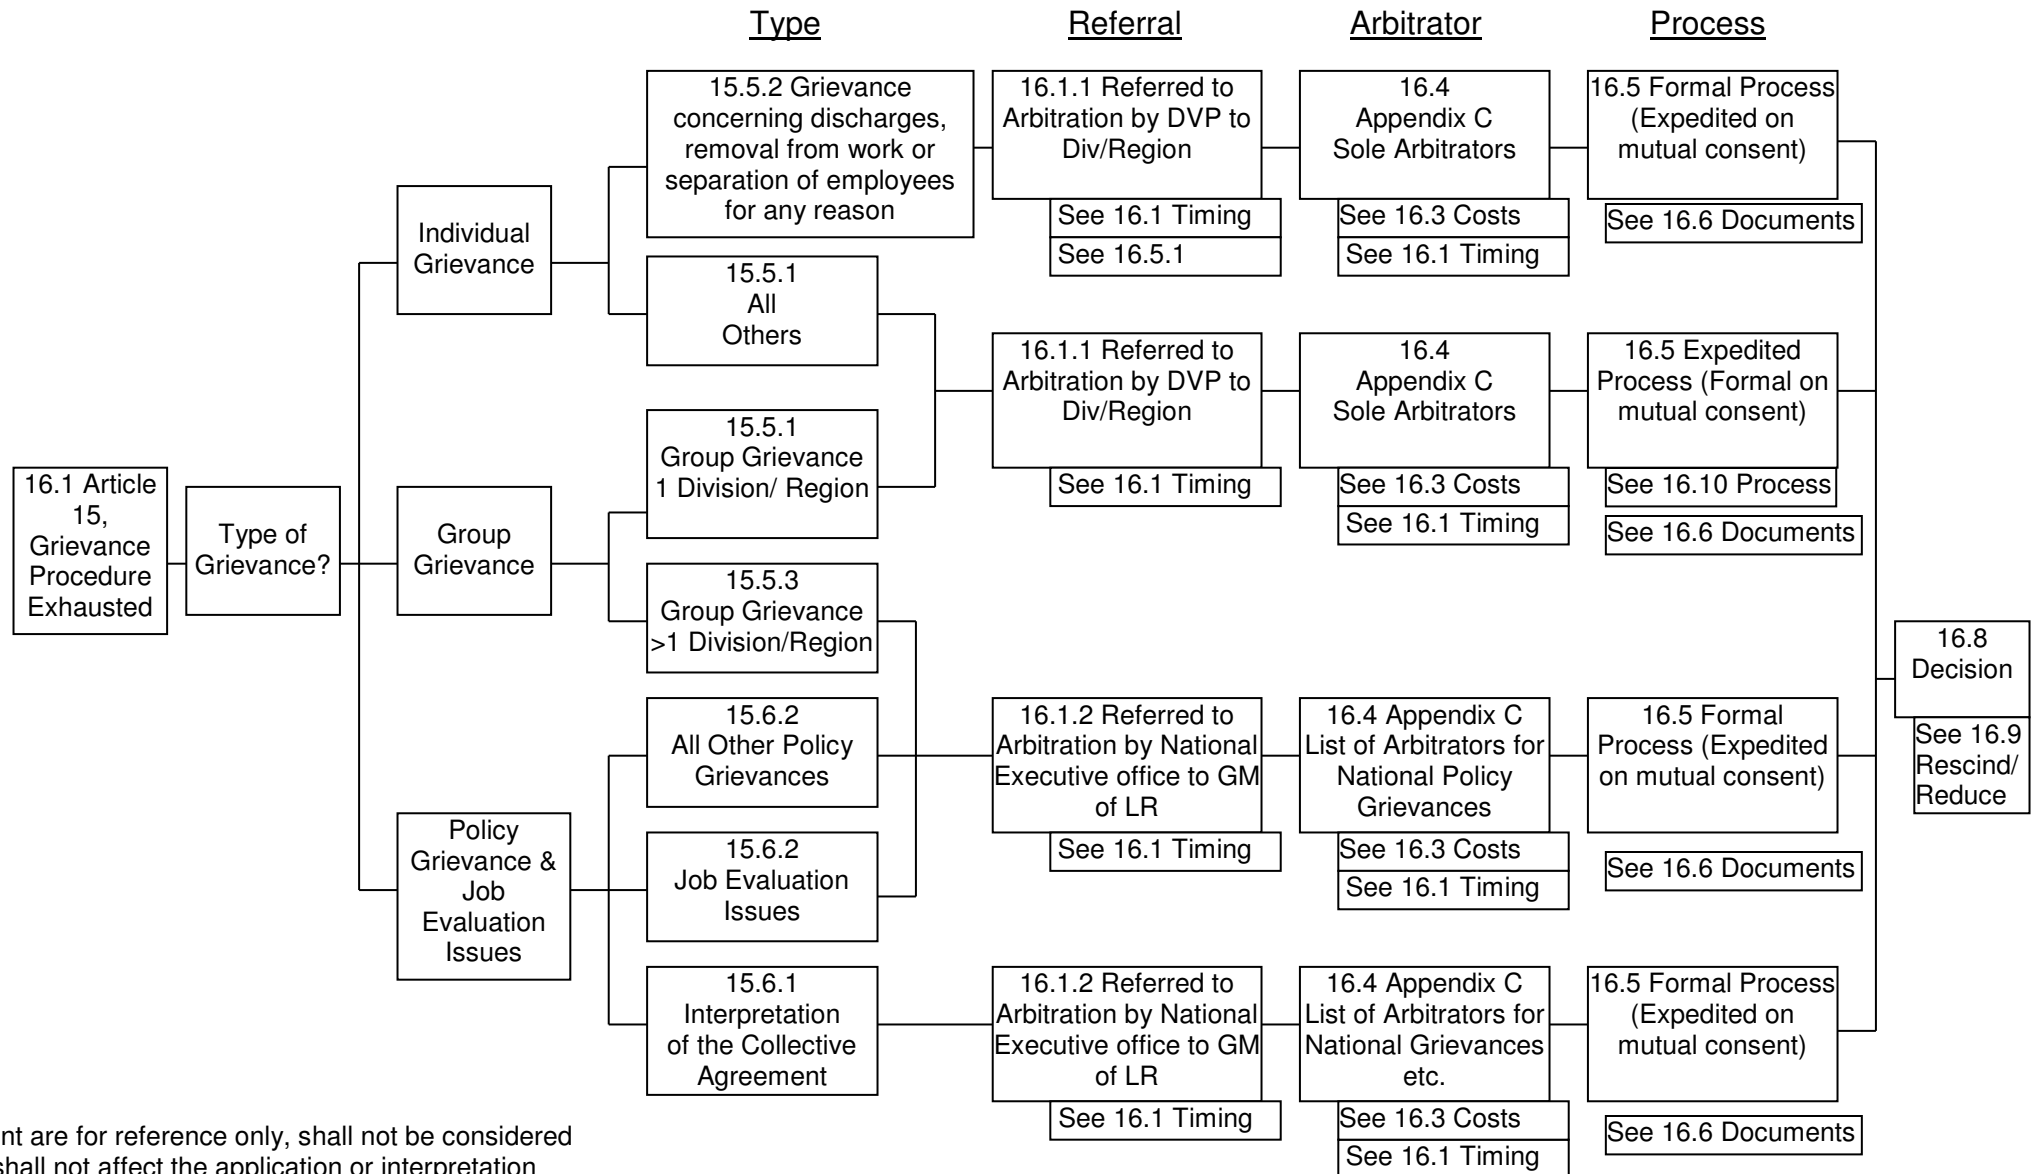 Type
Referral
Arbitrator
Process
15.5.2 Grievance
concerning discharges,
removal from work or
separation of employees
for any reason
16.1.1 Referred to
Arbitration by DVP to
Div/Region
See 16.1 Timing
See 16.5.1
16.4
Appendix C
Sole Arbitrators
See 16.3 Costs
See 16.1 Timing
16.5 Formal Process
(Expedited on
mutual consent)
See 16.6 Documents
Individual
Grievance
15.5.1
All
Others
16.1.1 Referred to
Arbitration by DVP to
Div/Region
See 16.1 Timing
16.4
Appendix C
Sole Arbitrators
See 16.3 Costs
See 16.1 Timing
16.5 Expedited
Process (Formal on
mutual consent)
See 16.10 Process
See 16.6 Documents
15.5.1
Group Grievance
1 Division/ Region
16.1 Article
15,
Grievance
Procedure
Exhausted
Type of
Grievance?
Group
Grievance
15.5.3
Group Grievance
>1 Division/Region
16.8
Decision
See 16.9
Rescind/
Reduce
15.6.2
All Other Policy
Grievances
16.1.2 Referred to
Arbitration by National
Executive office to GM
of LR
See 16.1 Timing
16.4 Appendix C
List of Arbitrators for
National Policy
Grievances
See 16.3 Costs
See 16.1 Timing
16.5 Formal
Process (Expedited
on mutual consent)
See 16.6 Documents
Policy
Grievance &
Job
Evaluation
Issues
15.6.2
Job Evaluation
Issues
15.6.1
Interpretation
of the Collective
Agreement
16.1.2 Referred to
Arbitration by National
Executive office to GM
of LR
See 16.1 Timing
16.4 Appendix C
List of Arbitrators for
National Grievances
etc.
See 16.3 Costs
See 16.1 Timing
16.5 Formal Process
(Expedited on
mutual consent)
See 16.6 Documents
nt are for reference only, shall not be considered
shall not affect the application or interpretation